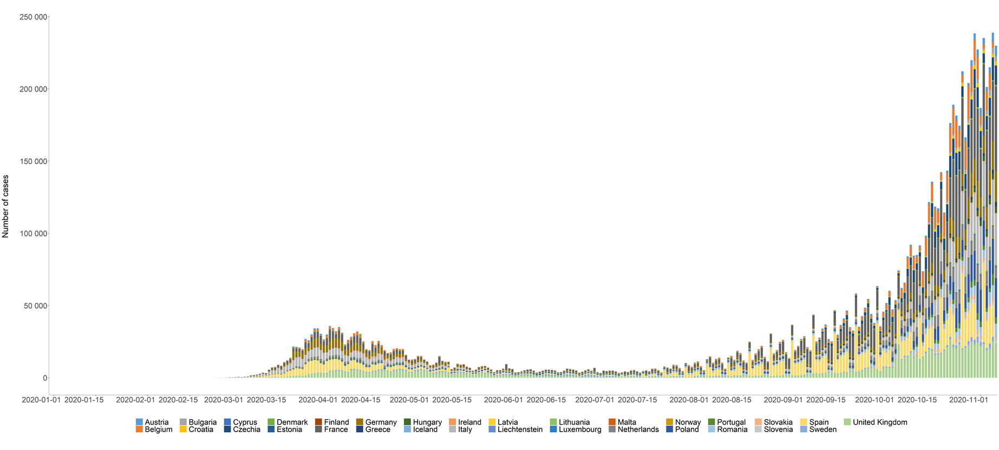 250 000
200 000
150 000
100 000
50 000
0
Number of cases
2020-01-01 2020-01-15 2020-02-01 2020-02-15 2020-03-01 2020-03-15 2020-04-01 2020-04-15 2020-05-01 2020-05-15 2020-06-01 2020-06-15 2020-07-01 2020-07-15 2020-08-01 2020-08-15 2020-09-01 2020-09-15 2020-10-01 2020-10-15 2020-11-01
Austria Bulgaria Cyprus Denmark Finland Germany Hungary Ireland Latvia Lithuania Malta Norway Portugal Slovakia Spain United Kingdom
Belgium Croatia Czechia Estonia France Greece Iceland Italy Liechtenstein Luxembourg Netherlands Poland Romania Slovenia Sweden